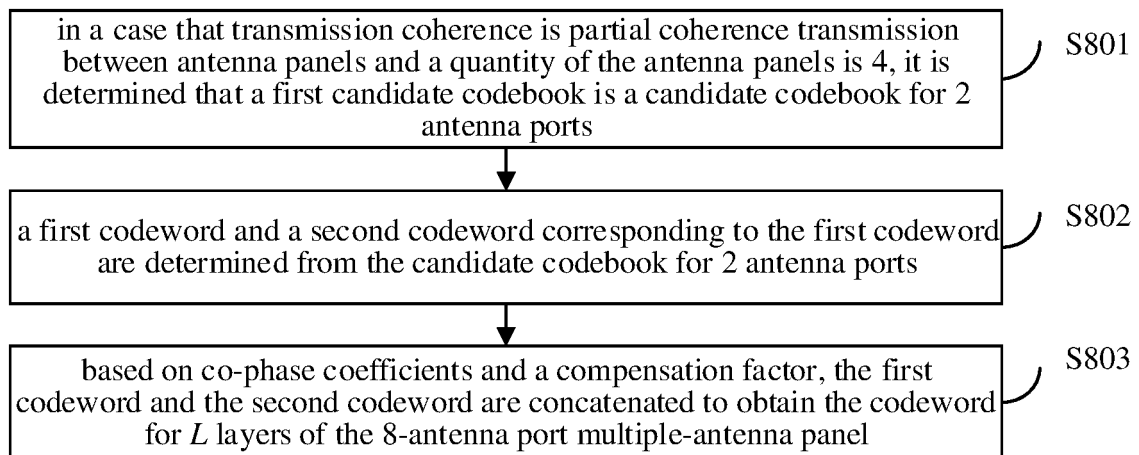 in a case that transmission coherence is partial coherence transmission
between antenna panels and a quantity of the antenna panels is 4, it is
determined that a first candidate codebook is a candidate codebook for 2
antenna ports
S801
a first codeword and a second codeword corresponding to the first codeword
are determined from the candidate codebook for 2 antenna ports
S802
based on co-phase coefficients and a compensation factor, the first
codeword and the second codeword are concatenated to obtain the codeword
for L layers of the 8-antenna port multiple-antenna panel
S803